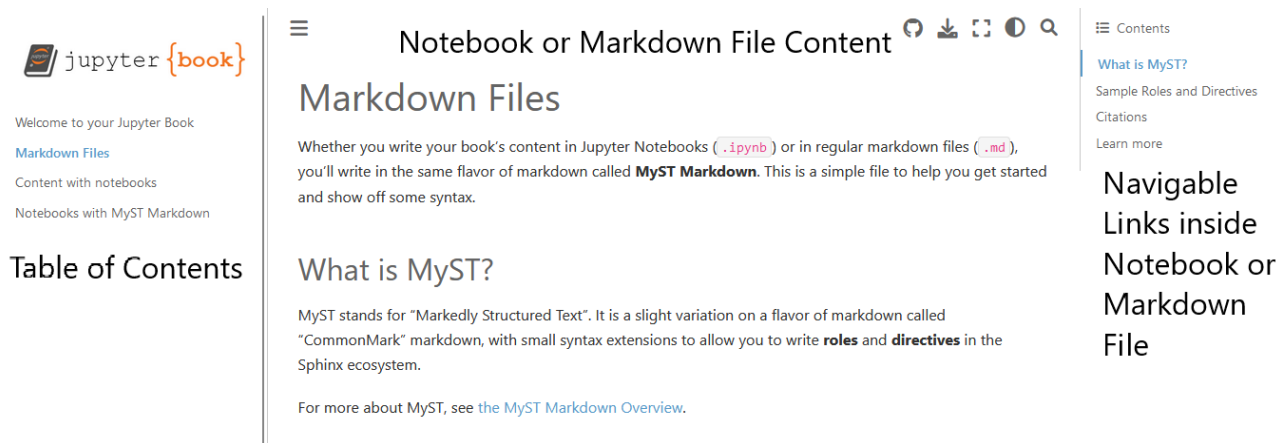 jupyter {book}
Welcome to your Jupyter Book
Markdown Files
Content with notebooks
Notebooks with MyST Markdown
Table of Contents
Notebook or Markdown File Content
Markdown Files
Whether you write your book’s content in Jupyter Notebooks (.ipynb) or in regular markdown files (.md),
you’ll write in the same flavor of markdown called MyST Markdown. This is a simple file to help you get started
and show off some syntax.
What is MyST?
MyST stands for “Markedly Structured Text”. It is a slight variation on a flavor of markdown called
“CommonMark” markdown, with small syntax extensions to allow you to write roles and directives in the
Sphinx ecosystem.
For more about MyST, see the MyST Markdown Overview.
Contents
What is MyST?
Sample Roles and Directives
Citations
Learn more
Navigable
Links inside
Notebook or
Markdown
File